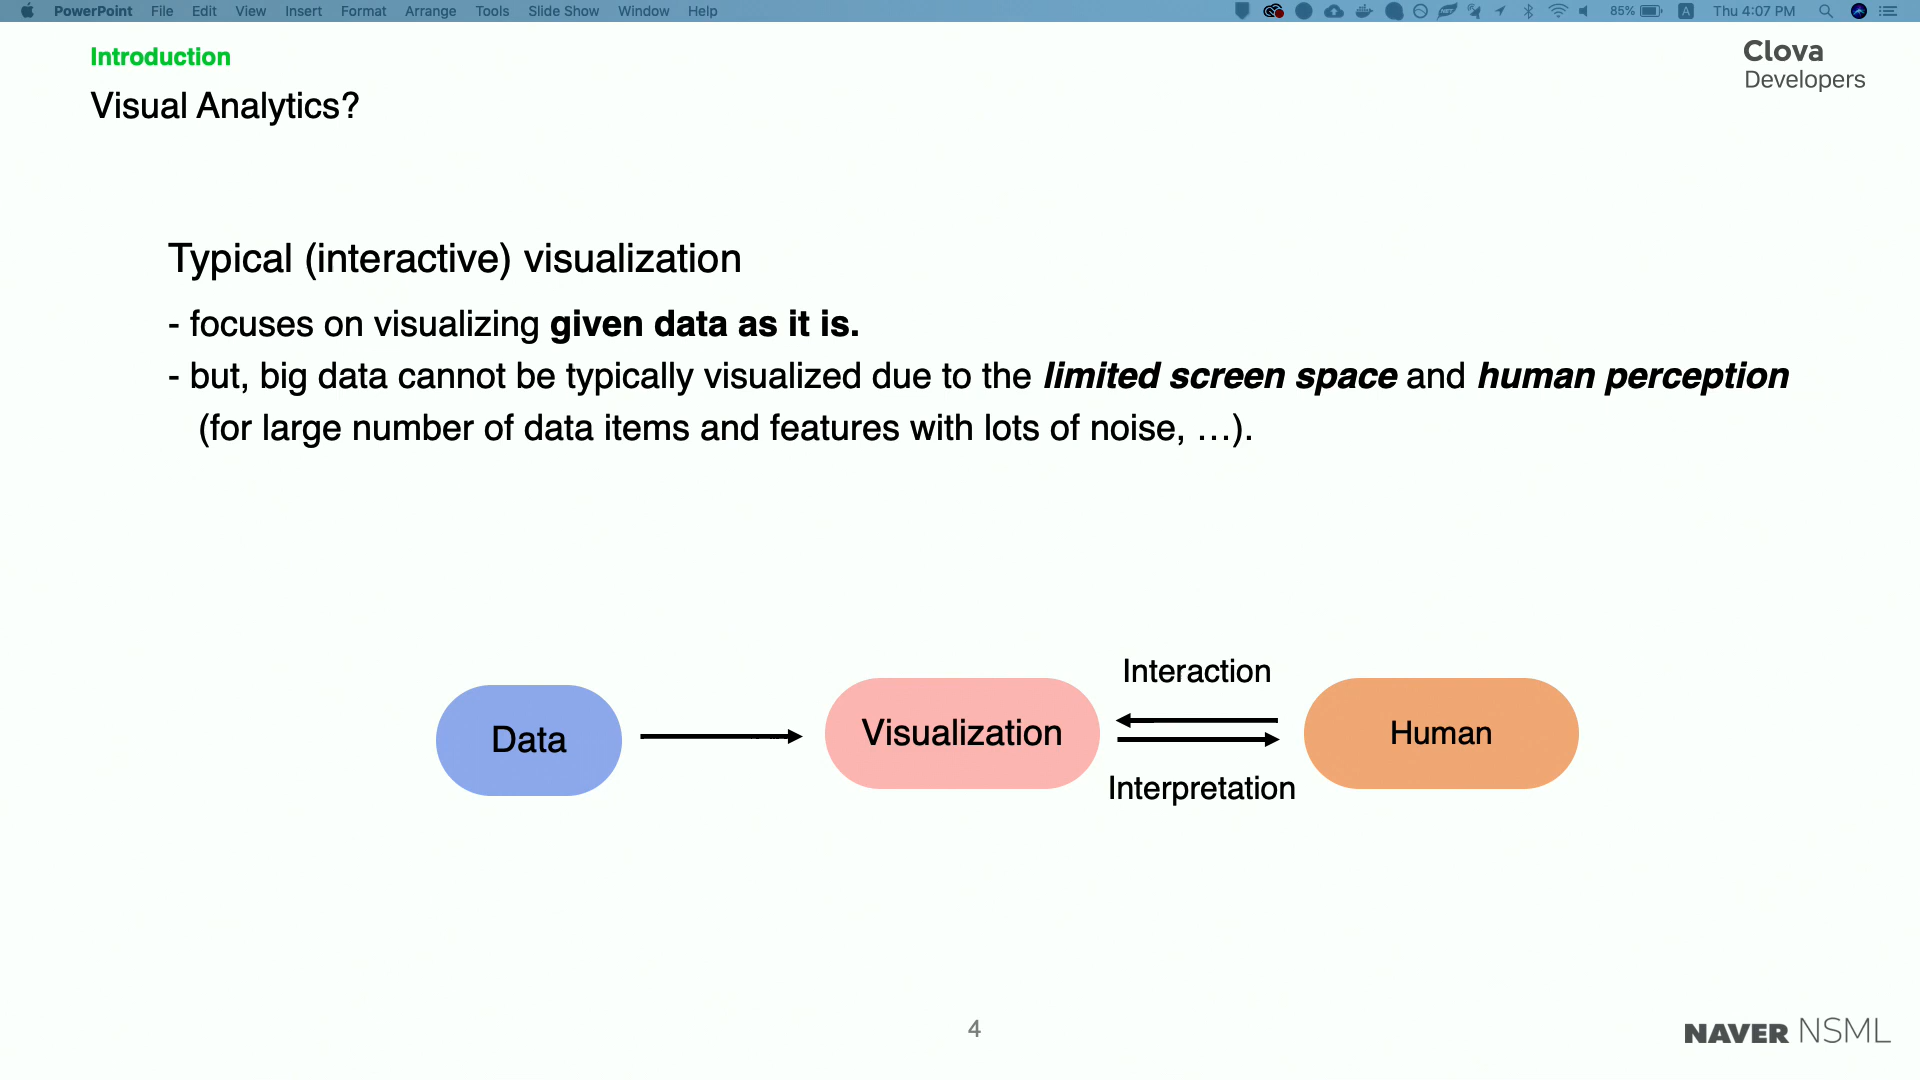 PowerPoint File Edit View Insert Format Arrange Tools Slide Show Window Help 85% A Thu 4:07 PM
Introduction
Visual Analytics?
Clova
Developers
Typical (interactive) visualization
- focuses on visualizing given data as it is.
- but, big data cannot be typically visualized due to the limited screen space and human perception
(for large number of data items and features with lots of noise, …).
Interaction
Data
Visualization
Human
Interpretation
4
NAVER NSML